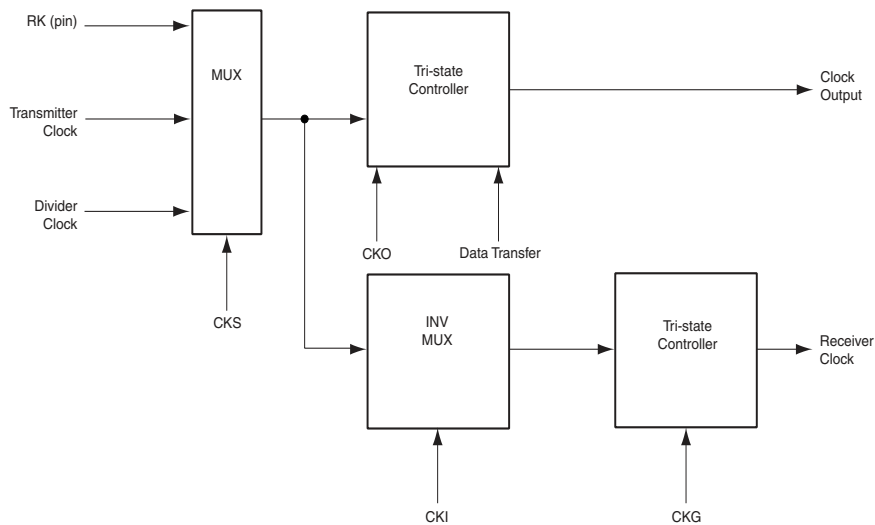 RK (pin)
MUX
Tri-state
Controller
Clock
Output
Transmitter
Clock
Divider
Clock
CKO
Data Transfer
CKS
INV
MUX
Tri-state
Controller
Receiver
Clock
CKI
CKG